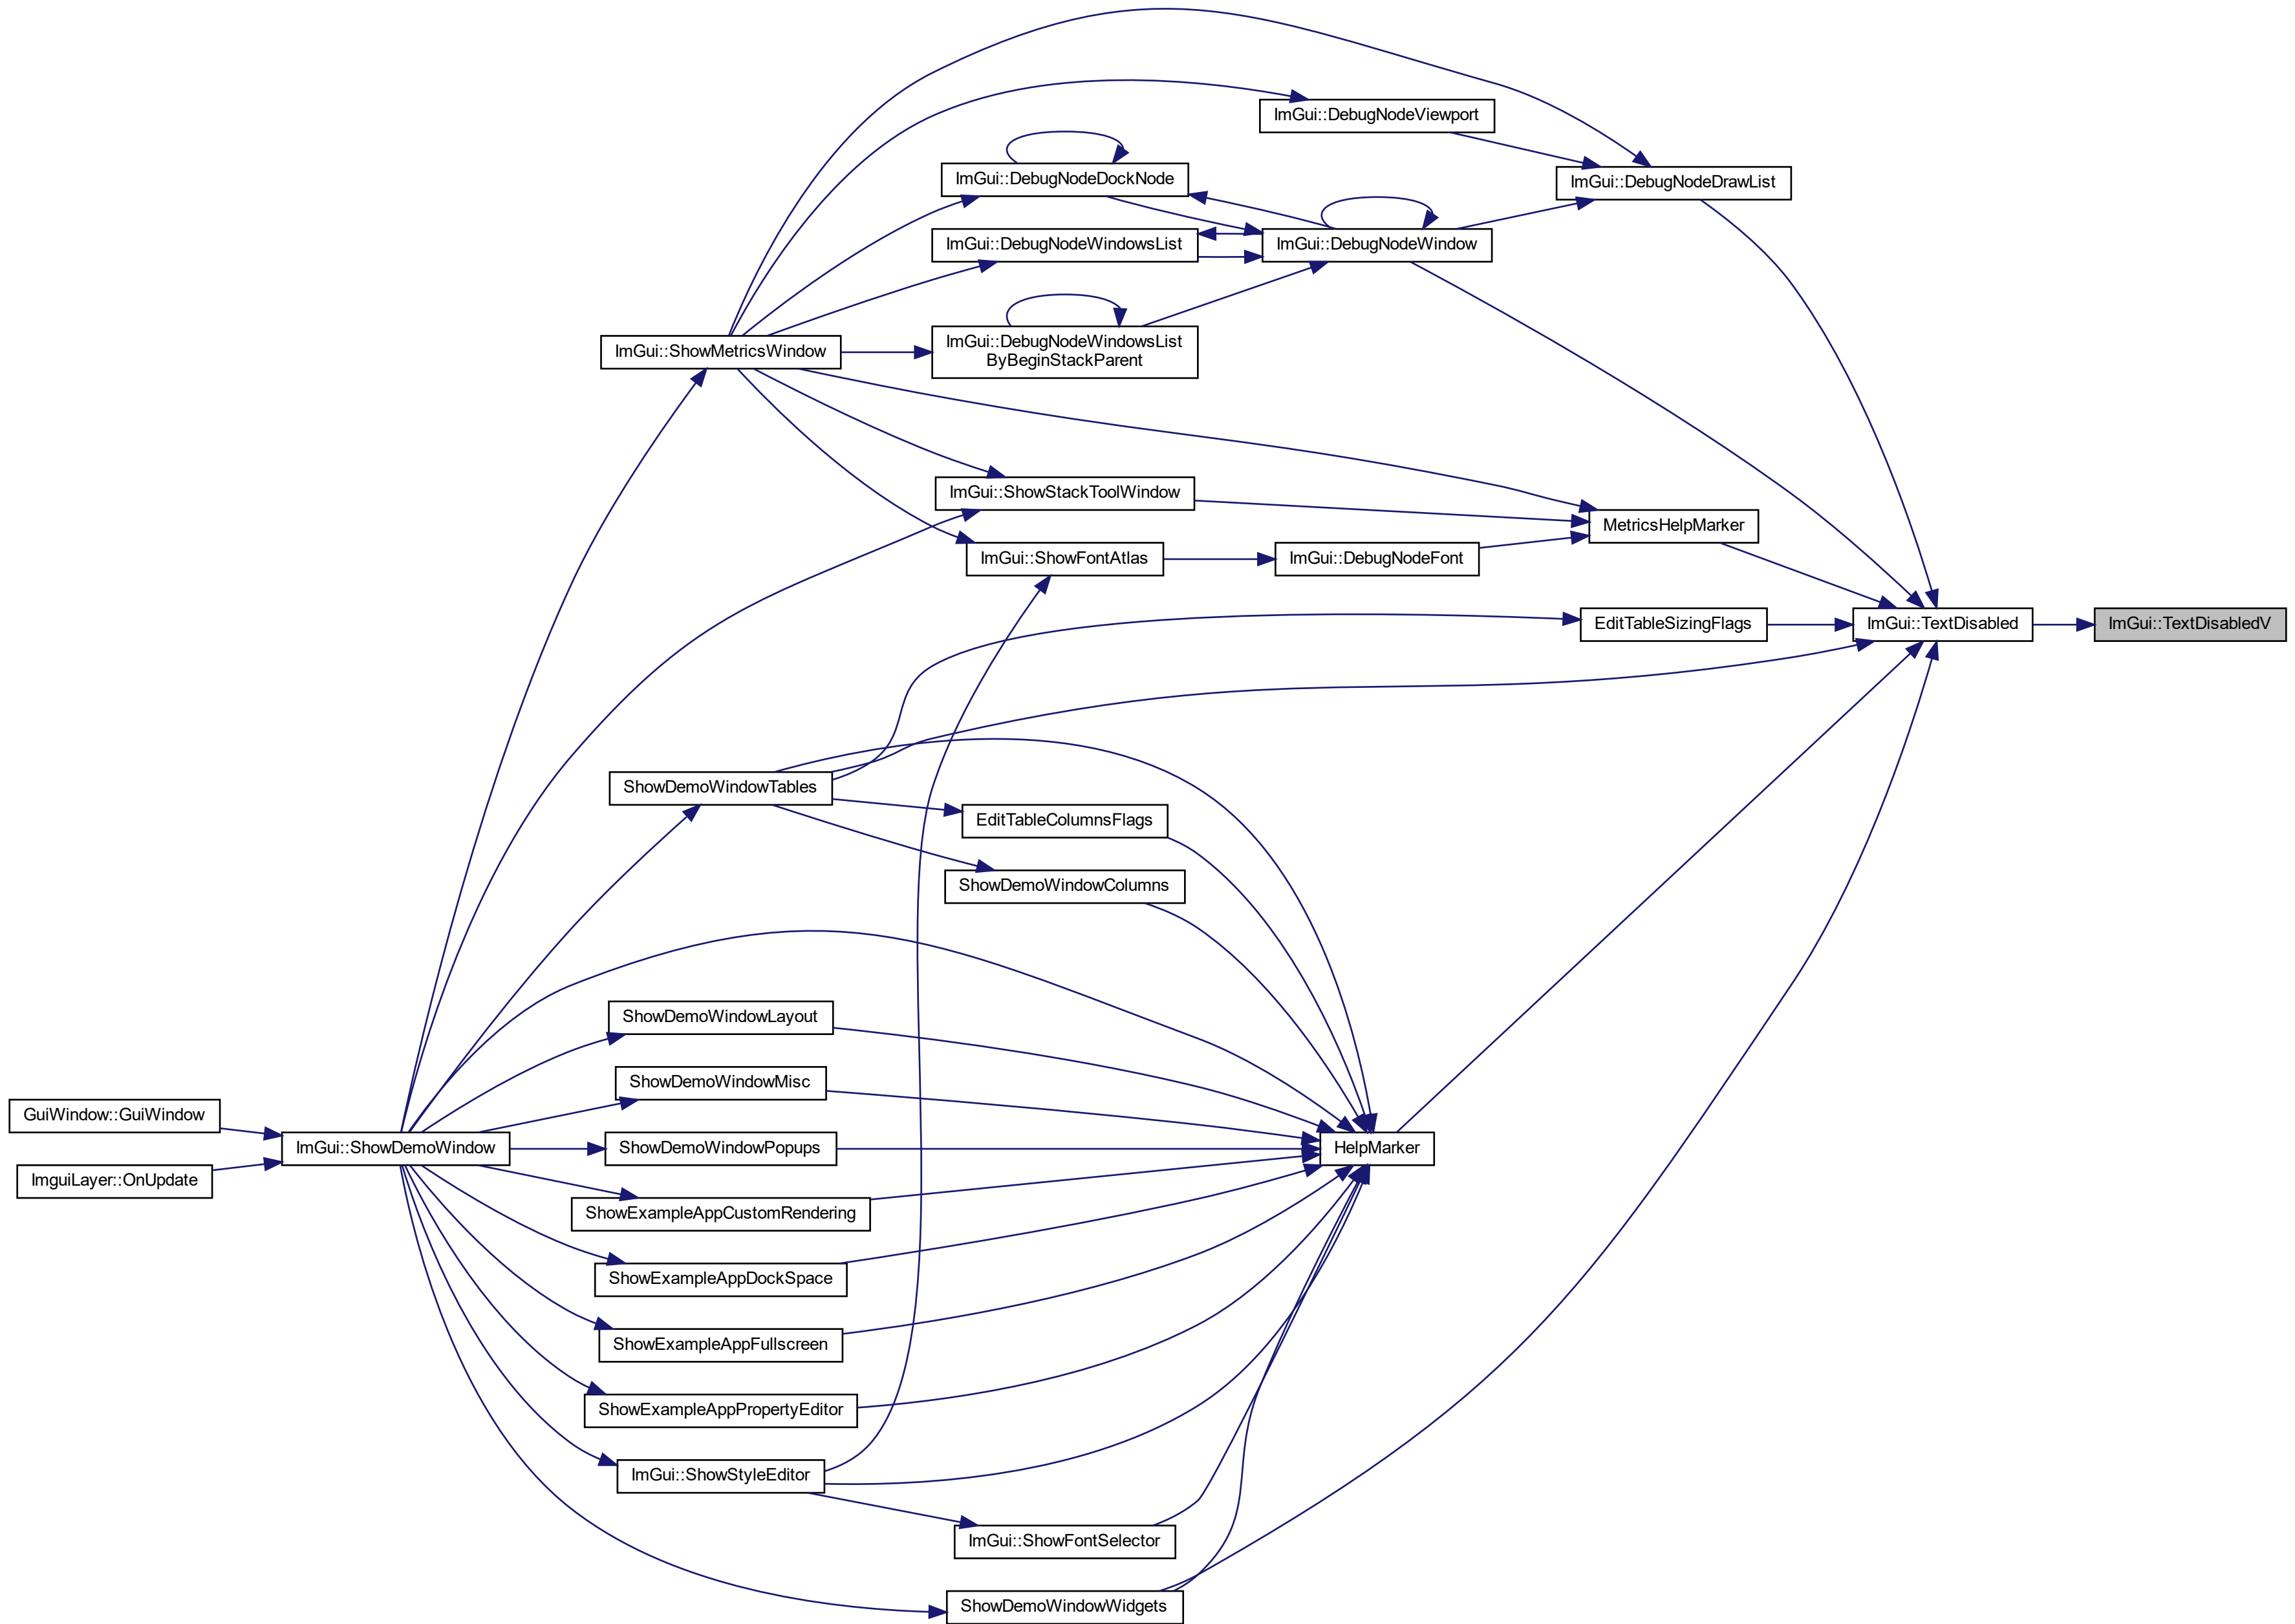 ImGui::DebugNodeViewport
ImGui::DebugNodeDockNode
ImGui::DebugNodeDrawList
ImGui::DebugNodeWindowsList
ImGui::DebugNodeWindow
ImGui::ShowMetricsWindow
ImGui::DebugNodeWindowsList
ByBeginStackParent
ImGui::ShowStackToolWindow
MetricsHelpMarker
ImGui::ShowFontAtlas
ImGui::DebugNodeFont
EditTableSizingFlags
ImGui::TextDisabled
ImGui::TextDisabledV
ShowDemoWindowTables
EditTableColumnsFlags
ShowDemoWindowColumns
ShowDemoWindowLayout
ShowDemoWindowMisc
GuiWindow::GuiWindow
ImGui::ShowDemoWindow
ShowDemoWindowPopups
HelpMarker
ImguiLayer::OnUpdate
ShowExampleAppCustomRendering
ShowExampleAppDockSpace
ShowExampleAppFullscreen
ShowExampleAppPropertyEditor
ImGui::ShowStyleEditor
ImGui::ShowFontSelector
ShowDemoWindowWidgets